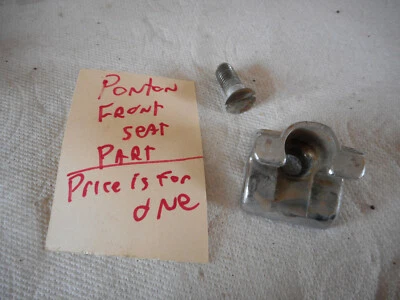 Ponton
Front
seat
Part
Price is for
one